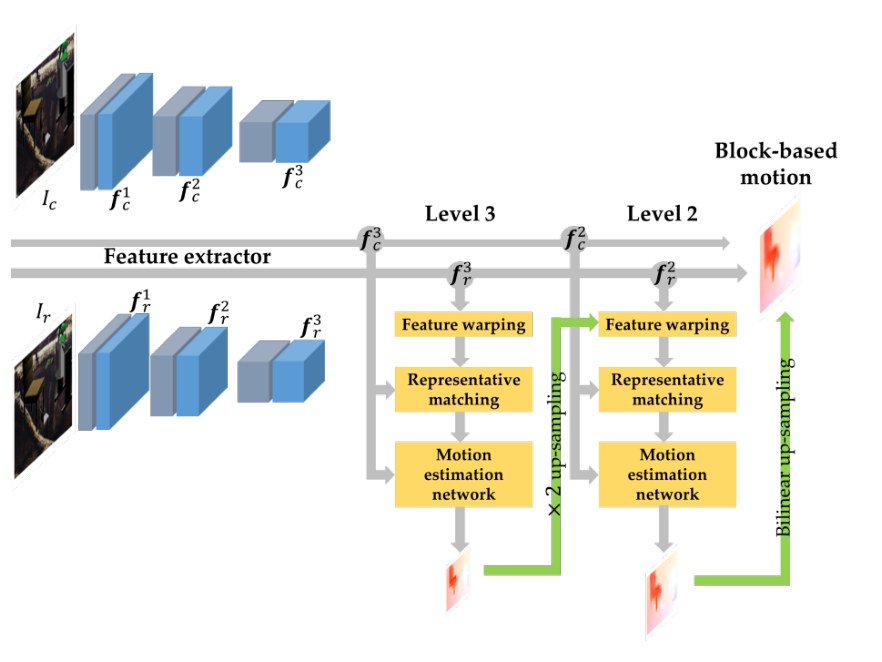 Block-based
motion
I_c
f_c^1
f_c^2
f_c^3
Level 3
Level 2
f_c^3
f_c^2
Feature extractor
f_r^3
f_r^2
I_r
f_r^1
f_r^2
f_r^3
Feature warping
Representative
matching
Motion
estimation
network
× 2 up-sampling
Feature warping
Representative
matching
Motion
estimation
network
Bilinear up-sampling